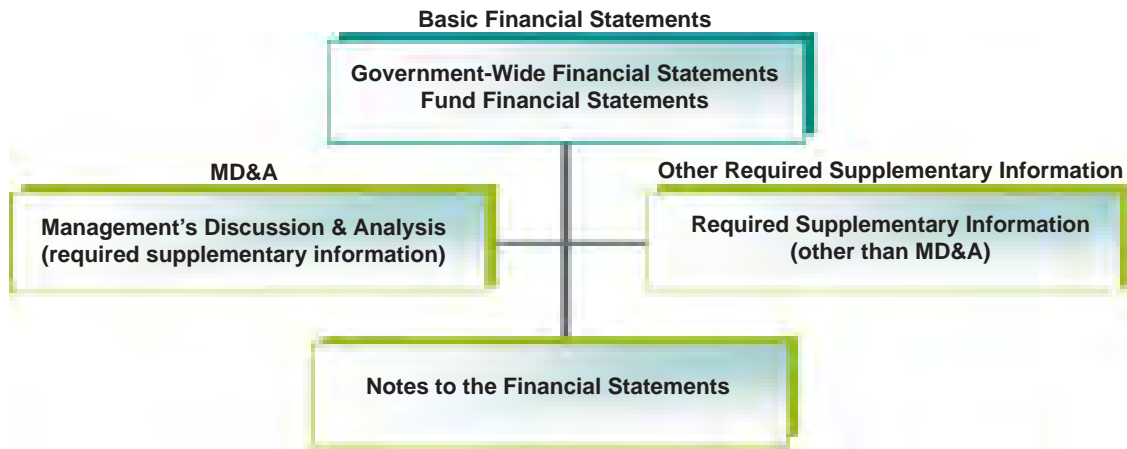 Basic Financial Statements
Government-Wide Financial Statements
Fund Financial Statements
MD&A
Management’s Discussion & Analysis
(required supplementary information)
Other Required Supplementary Information
Required Supplementary Information
(other than MD&A)
Notes to the Financial Statements